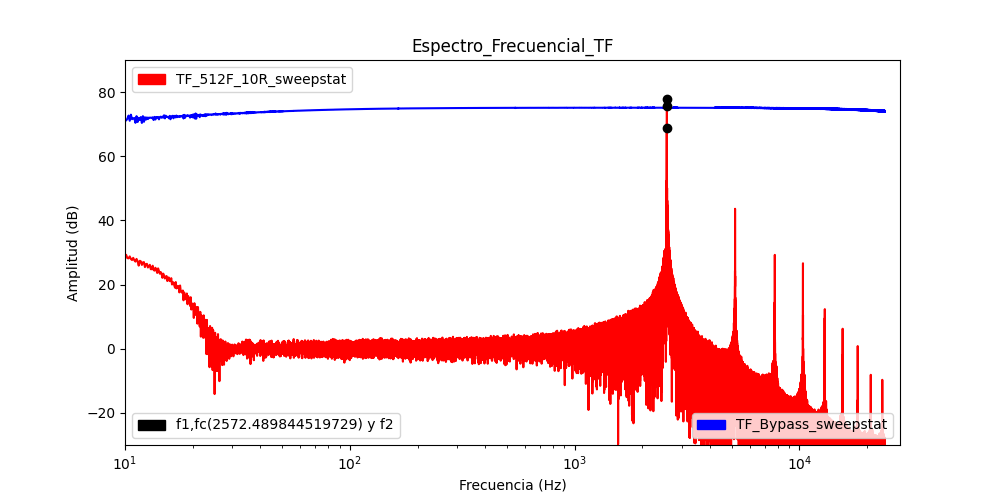 Espectro_Frecuencial_TF
TF_512F_10R_sweepstat
80
60
40
20
0
−20
Amplitud (dB)
f1,fc(2572.489844519729) y f2
TF_Bypass_sweepstat
10¹
10²
10³
10⁴
Frecuencia (Hz)